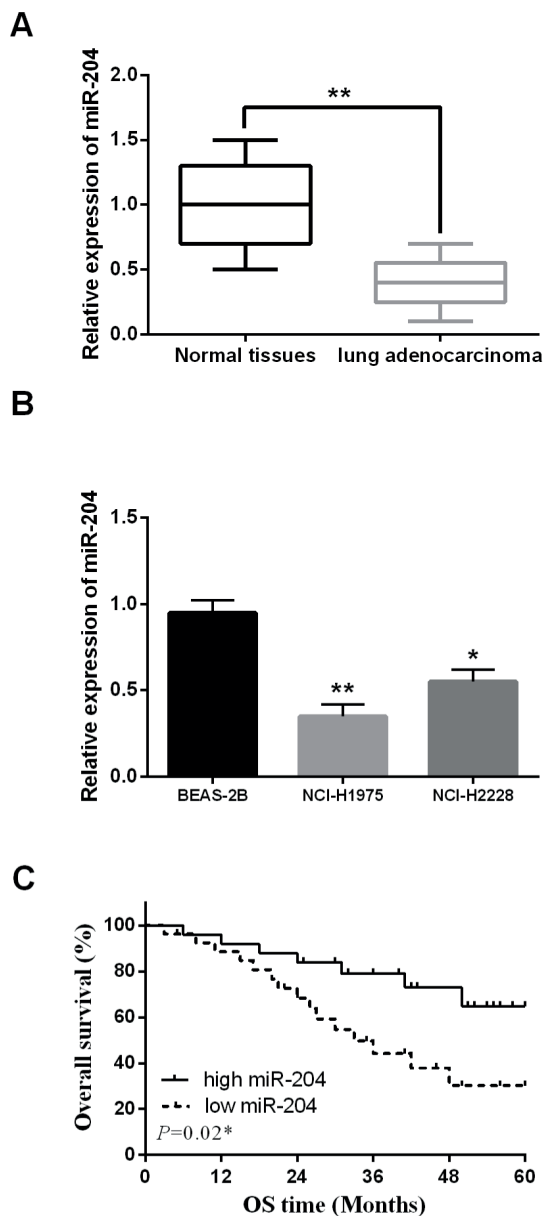 A
Relative expression of miR-204
2.0
1.5
1.0
0.5
0.0
**
Normal tissues
lung adenocarcinoma
B
Relative expression of miR-204
1.5
1.0
0.5
0.0
**
*
BEAS-2B
NCI-H1975
NCI-H2228
C
Overall survival (%)
100
80
60
40
20
0
high miR-204
low miR-204
P=0.02*
0 12 24 36 48 60
OS time (Months)